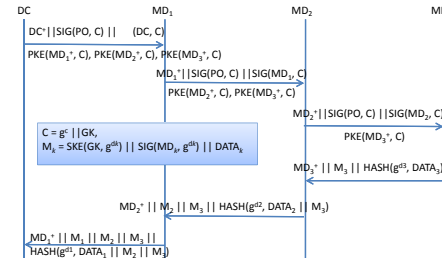 DC MD₁ MD₂
DC⁺||SIG(PO, C) || (DC, C)
PKE(MD₁⁺, C), PKE(MD₂⁺, C), PKE(MD₃⁺, C)
MD₁⁺||SIG(PO, C) ||SIG(MD₁, C)
PKE(MD₂⁺, C), PKE(MD₃⁺, C)
MD₂⁺||SIG(PO, C) ||SIG(MD₂, C)
PKE(MD₃⁺, C)
C = gᶜ ||GK,
Mₖ = SKE(GK, gᵈᵏ) || SIG(MDₖ, gᵈᵏ) || DATAₖ
MD₃⁺ || M₃ || HASH(gᵈ³, DATA₃)
MD₂⁺ || M₂ || M₃ || HASH(gᵈ², DATA₂ || M₃)
MD₁⁺ || M₁ || M₂ || M₃ ||
HASH(gᵈ¹, DATA₁ || M₂ || M₃)